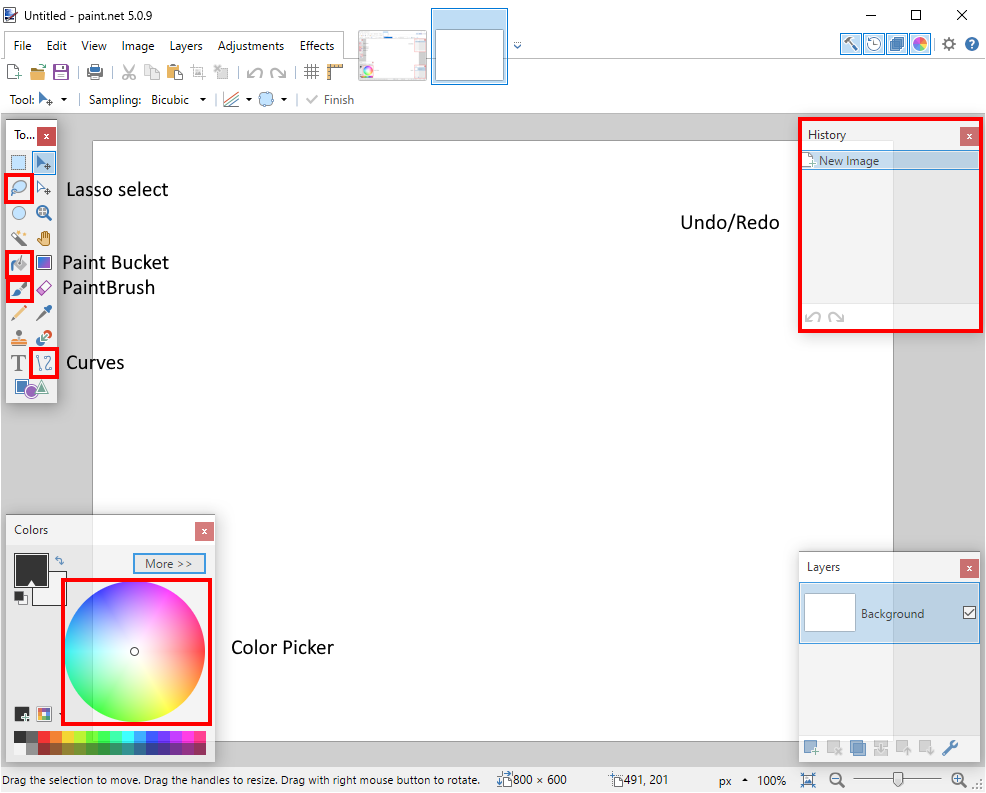 Untitled - paint.net 5.0.9
File Edit View Image Layers Adjustments Effects
Tool: Sampling: Bicubic Finish
To...
History
New Image
Lasso select
Undo/Redo
Paint Bucket
PaintBrush
T
Curves
Colors
More >>
Layers
Background
Color Picker
Drag the selection to move. Drag the handles to resize. Drag with right mouse button to rotate. 800 × 600 491, 201 px 100%